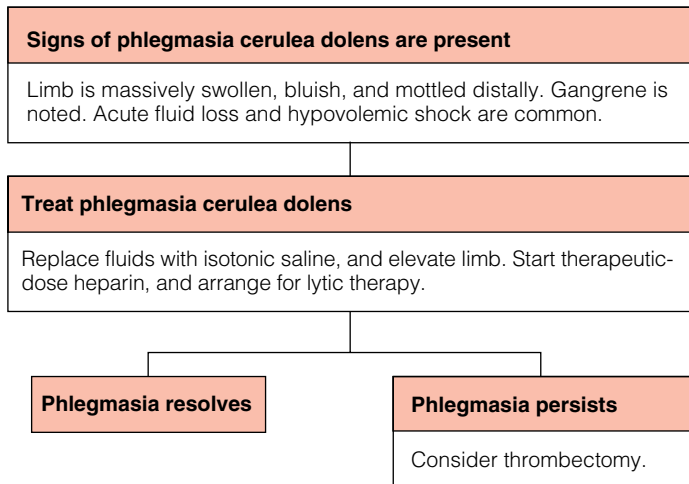 Signs of phlegmasia cerulea dolens are present
Limb is massively swollen, bluish, and mottled distally. Gangrene is
noted. Acute fluid loss and hypovolemic shock are common.
Treat phlegmasia cerulea dolens
Replace fluids with isotonic saline, and elevate limb. Start therapeutic-
dose heparin, and arrange for lytic therapy.
Phlegmasia resolves
Phlegmasia persists
Consider thrombectomy.